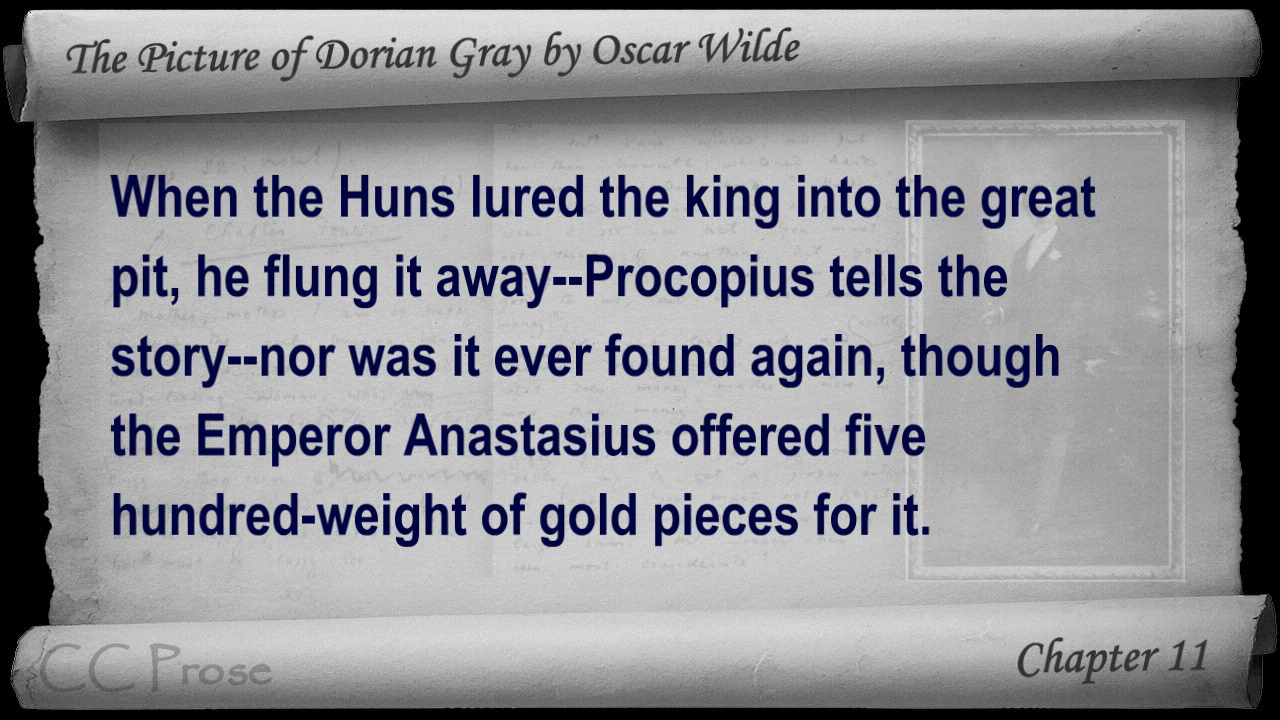 The Picture of Dorian Gray by Oscar Wilde
When the Huns lured the king into the great
pit, he flung it away--Procopius tells the
story--nor was it ever found again, though
the Emperor Anastasius offered five
hundred-weight of gold pieces for it.
CC Prose
Chapter 11